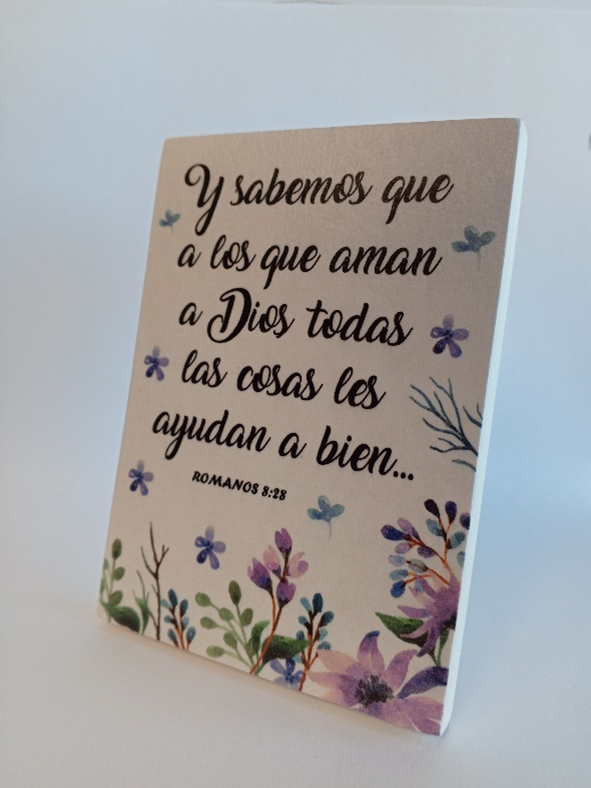 Y sabemos que
a los que aman
a Dios todas
las cosas les
ayudan a bien...
ROMANOS 8:28